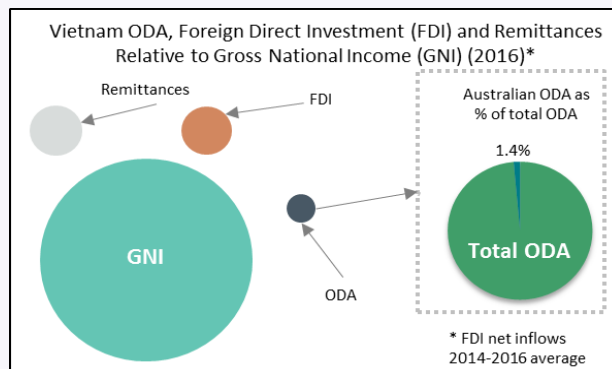 Vietnam ODA, Foreign Direct Investment (FDI) and Remittances
Relative to Gross National Income (GNI) (2016)*
Remittances
FDI
Australian ODA as
% of total ODA
1.4%
GNI
Total ODA
ODA
* FDI net inflows
2014-2016 average